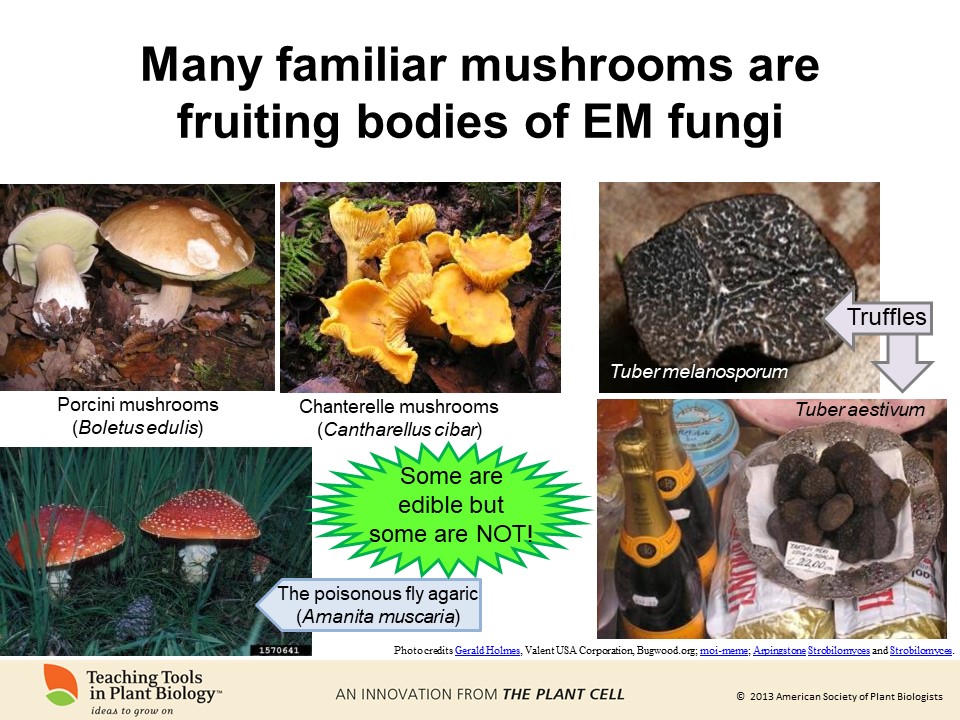 Many familiar mushrooms are
fruiting bodies of EM fungi
Porcini mushrooms
(Boletus edulis)
Chanterelle mushrooms
(Cantharellus cibar)
Tuber melanosporum
Truffles
Tuber aestivum
Some are
edible but
some are NOT!
The poisonous fly agaric
(Amanita muscaria)
1570641
22,00
Photo credits Gerald Holmes, Valent USA Corporation, Bugwood.org; moi-meme; Arpingstone Strobilomyces and Strobilomyces.
Teaching Tools
in Plant Biology™
ideas to grow on
AN INNOVATION FROM THE PLANT CELL
© 2013 American Society of Plant Biologists